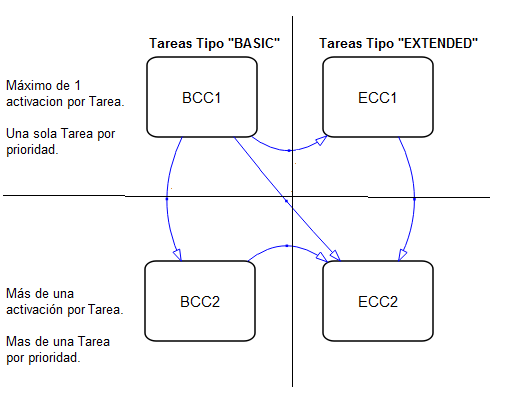 Tareas Tipo "BASIC"
Tareas Tipo "EXTENDED"
Máximo de 1
activacion por Tarea.
Una sola Tarea por
prioridad.
BCC1
ECC1
Más de una
activación por Tarea.
Mas de una Tarea
por prioridad.
BCC2
ECC2